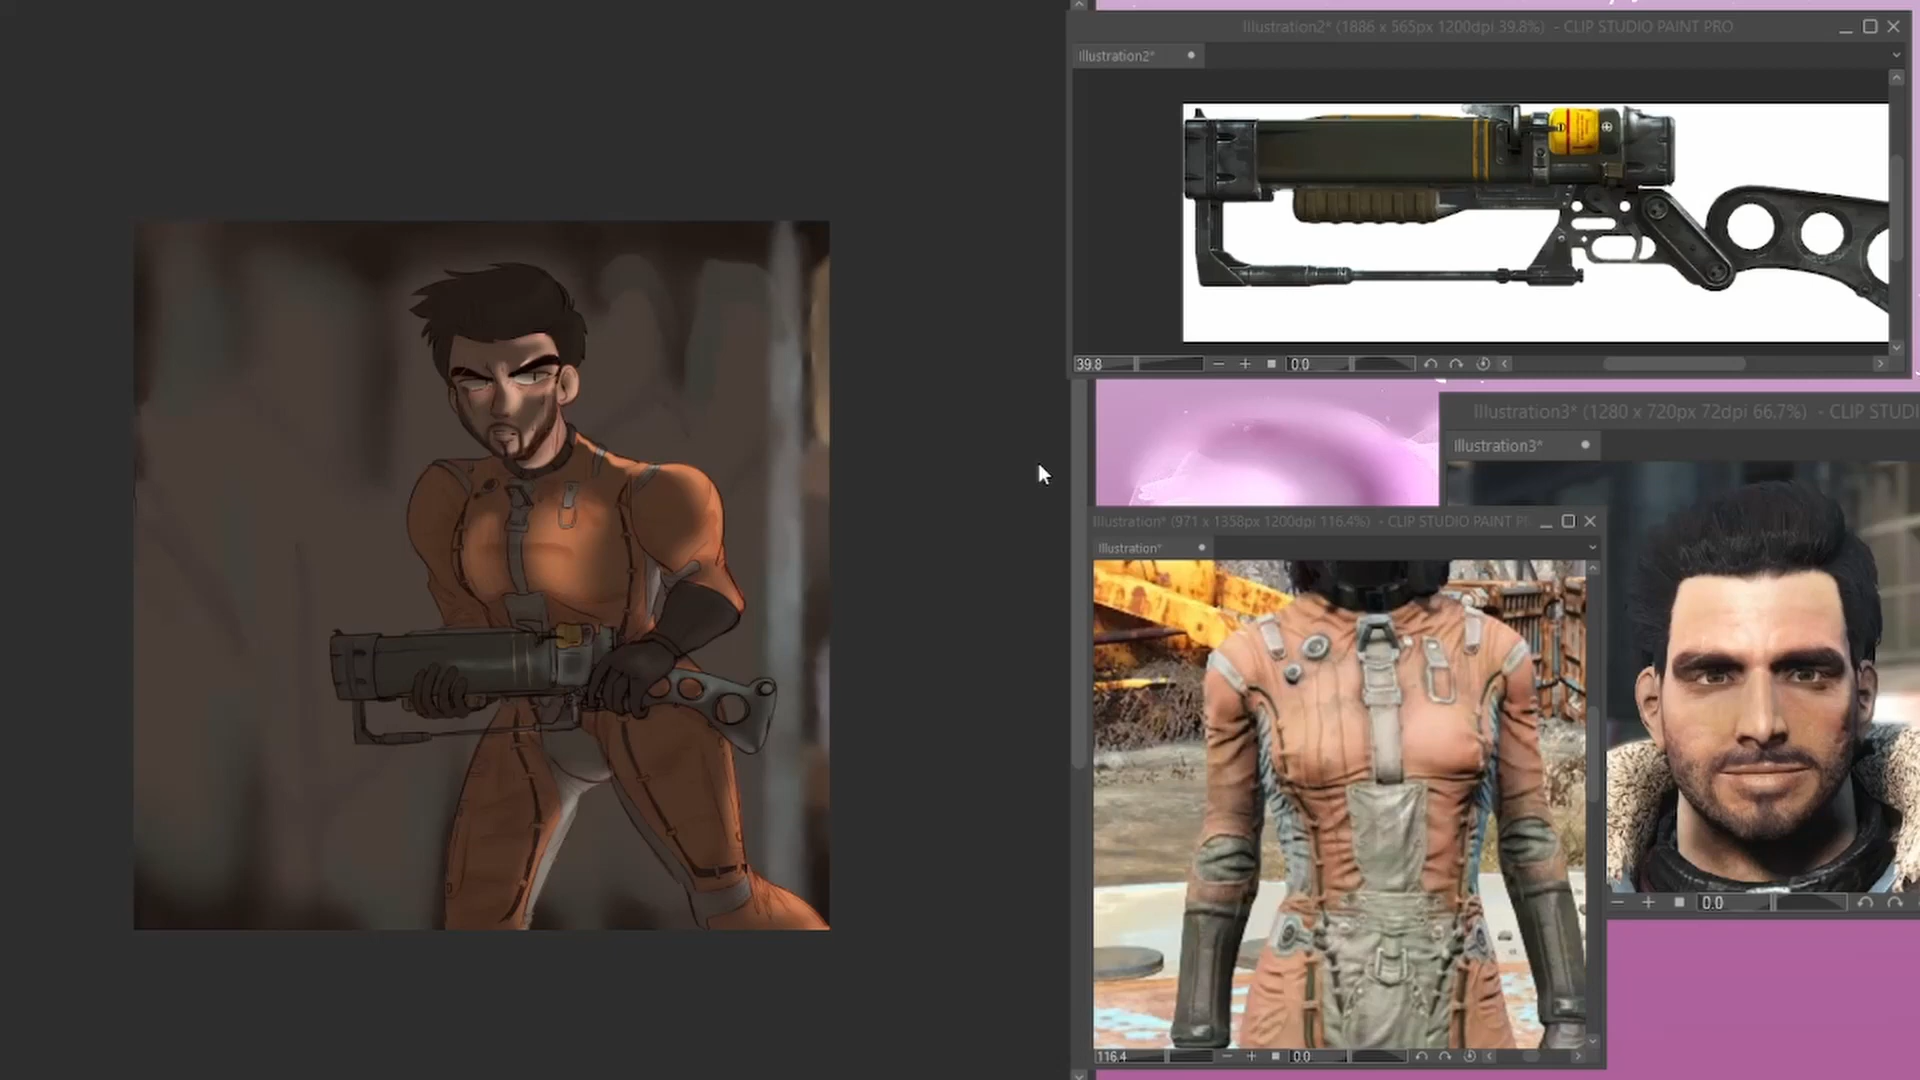 Illustration2* (1886 x 565px 1200dpi 39.8%) - CLIP STUDIO PAINT PRO
Illustration2*
39.8
0.0
Illustration3* (1280 x 720px 72dpi 66.7%) - CLIP STUDI
Illustration3*
Illustration* (971 x 1358px 1200dpi 116.4%) - CLIP STUDIO PAINT
Illustration*
0.0
116.4
0.0